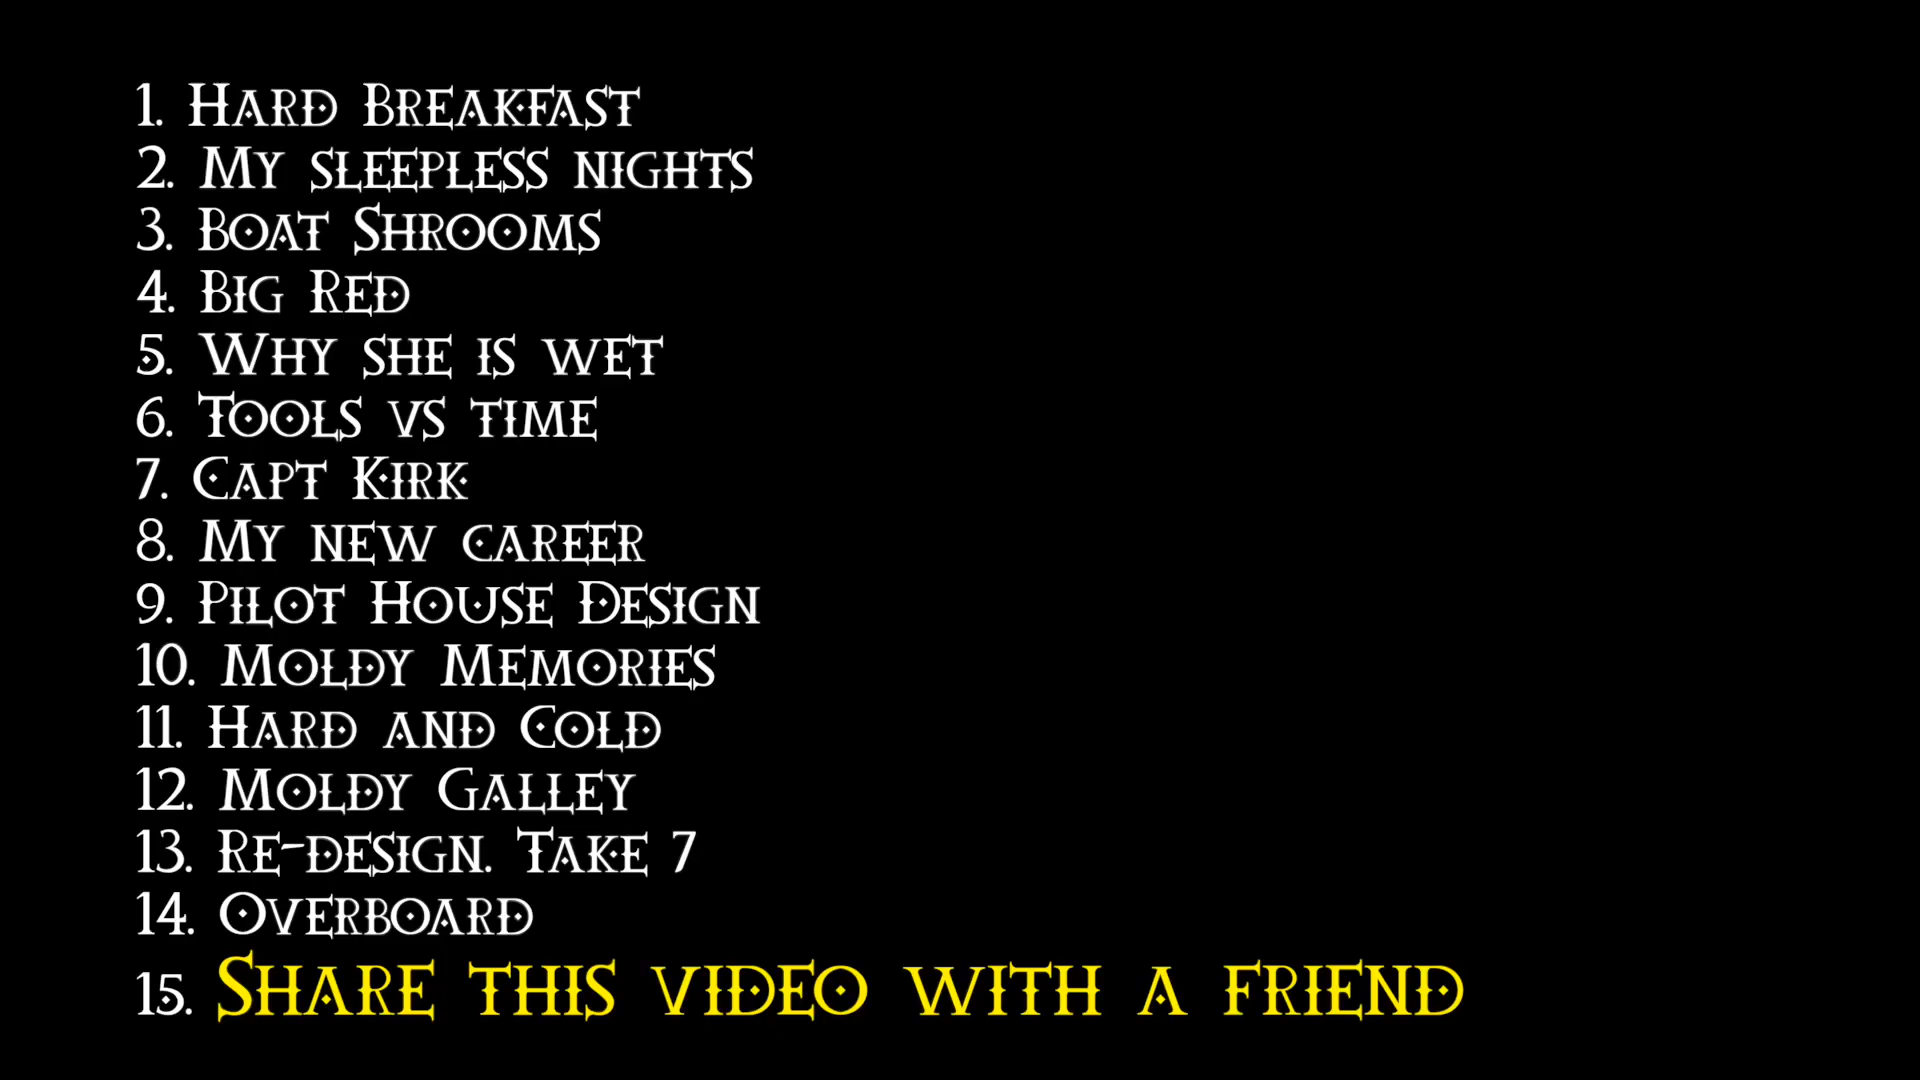 1. Hard Breakfast
2. My sleepless nights
3. Boat Shrooms
4. Big Red
5. Why she is wet
6. Tools vs time
7. Capt Kirk
8. My new career
9. Pilot House Design
10. Moldy Memories
11. Hard and Cold
12. Moldy Galley
13. Re-design. Take 7
14. Overboard
15. Share this video with a friend